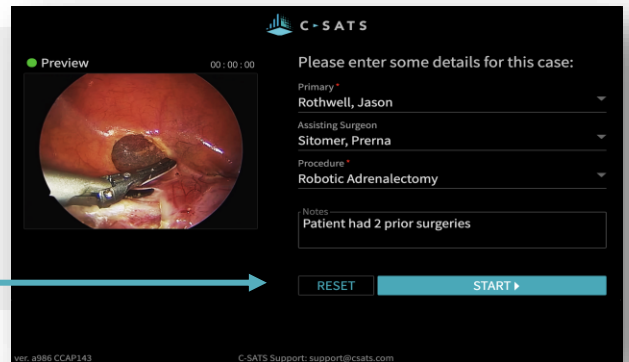 C-SATS
Preview
00 : 00 : 00
Please enter some details for this case:
Primary *
Rothwell, Jason
Assisting Surgeon
Sitomer, Prerna
Procedure *
Robotic Adrenalectomy
Notes
Patient had 2 prior surgeries
RESET
START
ver. a986 CCAP143
C-SATS Support: support@csats.com